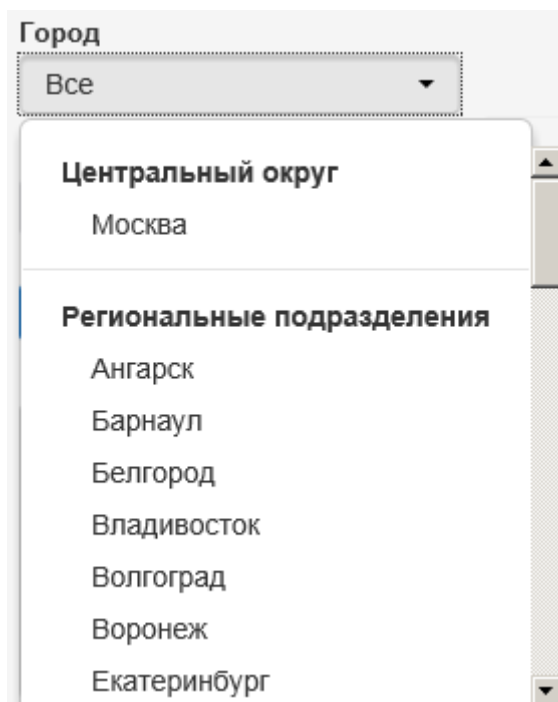 Город
Все
Центральный округ
Москва
Региональные подразделения
Ангарск
Барнаул
Белгород
Владивосток
Волгоград
Воронеж
Екатеринбург